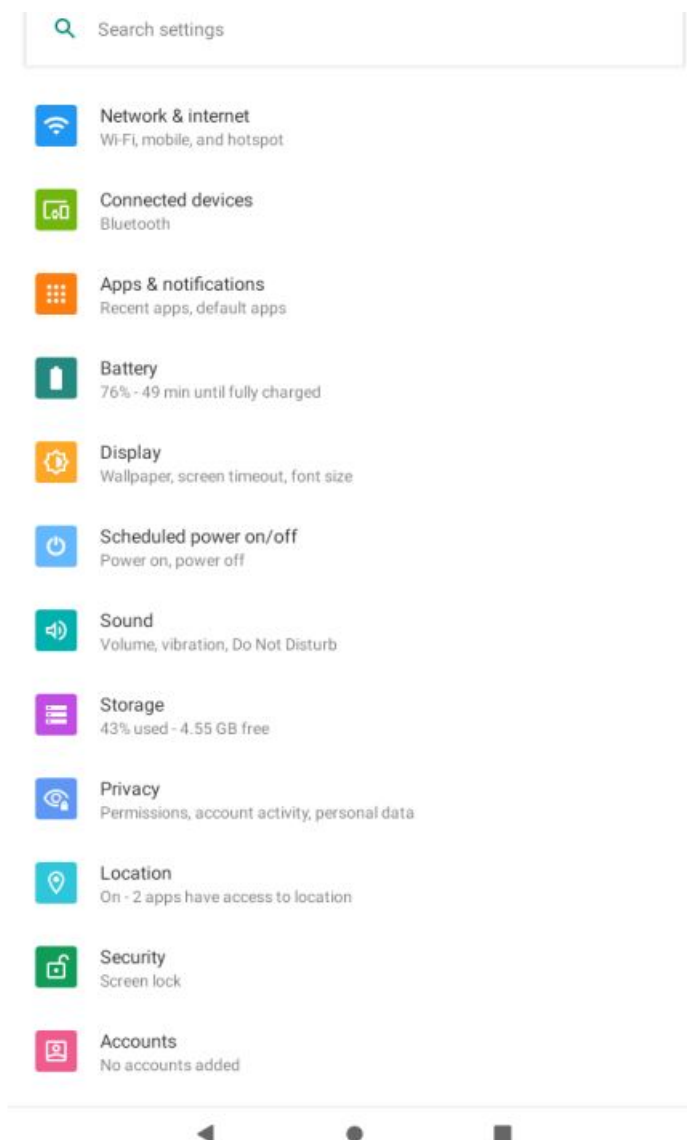 Search settings
Network & internet
Wi-Fi, mobile, and hotspot
Connected devices
Bluetooth
Apps & notifications
Recent apps, default apps
Battery
76% - 49 min until fully charged
Display
Wallpaper, screen timeout, font size
Scheduled power on/off
Power on, power off
Sound
Volume, vibration, Do Not Disturb
Storage
43% used - 4.55 GB free
Privacy
Permissions, account activity, personal data
Location
On - 2 apps have access to location
Security
Screen lock
Accounts
No accounts added